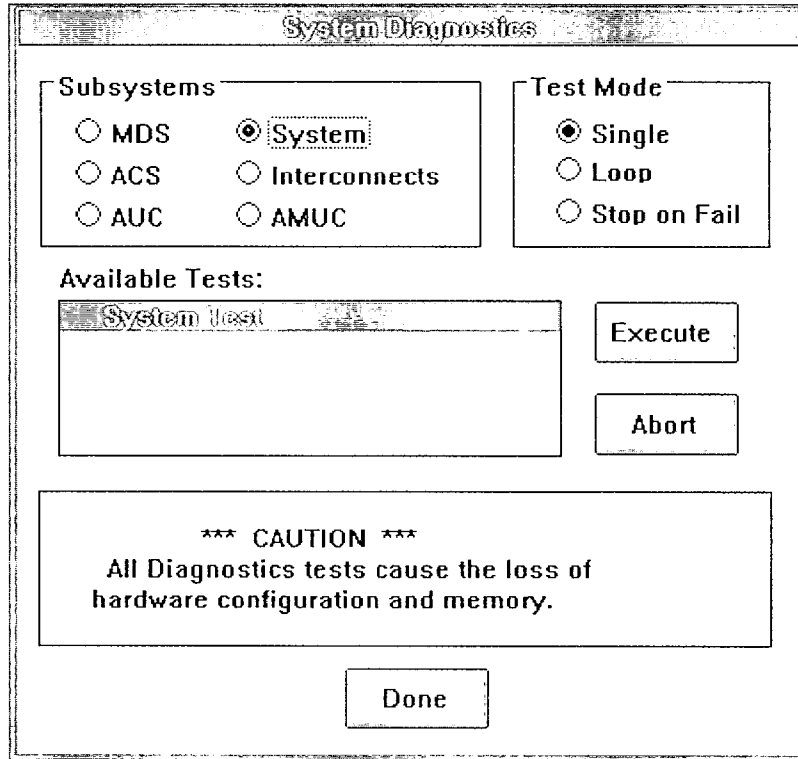 System Diagnostics
Subsystems
MDS
System
ACS
Interconnects
AUC
AMUC
Test Mode
Single
Loop
Stop on Fail
Available Tests:
System Test
Execute
Abort
*** CAUTION ***
All Diagnostics tests cause the loss of
hardware configuration and memory.
Done